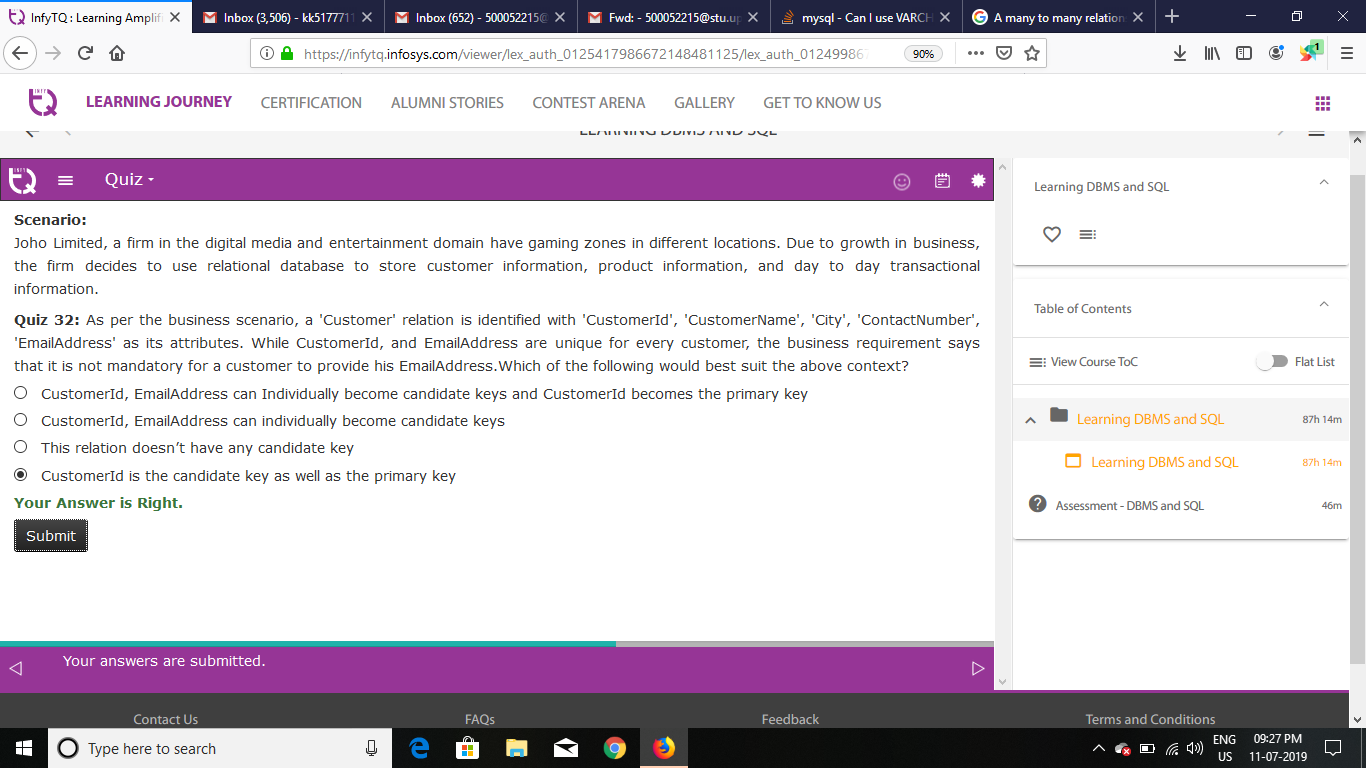 InfyTQ : Learning Amplifi
Inbox (3,506) - kk5177711
Inbox (652) - 500052215@
Fwd: - 500052215@stu.up
mysql - Can I use VARCH
A many to many relation
https://infytq.infosys.com/viewer/lex_auth_0125417986672148481125/lex_auth_01249986
90%
1
INFY
TQ
LEARNING JOURNEY
CERTIFICATION
ALUMNI STORIES
CONTEST ARENA
GALLERY
GET TO KNOW US
LEARNING DBMS AND SQL
INFY
TQ
Quiz
Scenario:
Joho Limited, a firm in the digital media and entertainment domain have gaming zones in different locations. Due to growth in business,
the firm decides to use relational database to store customer information, product information, and day to day transactional
information.
Quiz 32: As per the business scenario, a 'Customer' relation is identified with 'CustomerId', 'CustomerName', 'City', 'ContactNumber',
'EmailAddress' as its attributes. While CustomerId, and EmailAddress are unique for every customer, the business requirement says
that it is not mandatory for a customer to provide his EmailAddress.Which of the following would best suit the above context?
CustomerId, EmailAddress can Individually become candidate keys and CustomerId becomes the primary key
CustomerId, EmailAddress can individually become candidate keys
This relation doesn’t have any candidate key
CustomerId is the candidate key as well as the primary key
Your Answer is Right.
Submit
Your answers are submitted.
Learning DBMS and SQL
Table of Contents
View Course ToC
Flat List
Learning DBMS and SQL
87h 14m
Learning DBMS and SQL
87h 14m
Assessment - DBMS and SQL
46m
Contact Us
FAQs
Feedback
Terms and Conditions
Type here to search
ENG
US
09:27 PM
11-07-2019